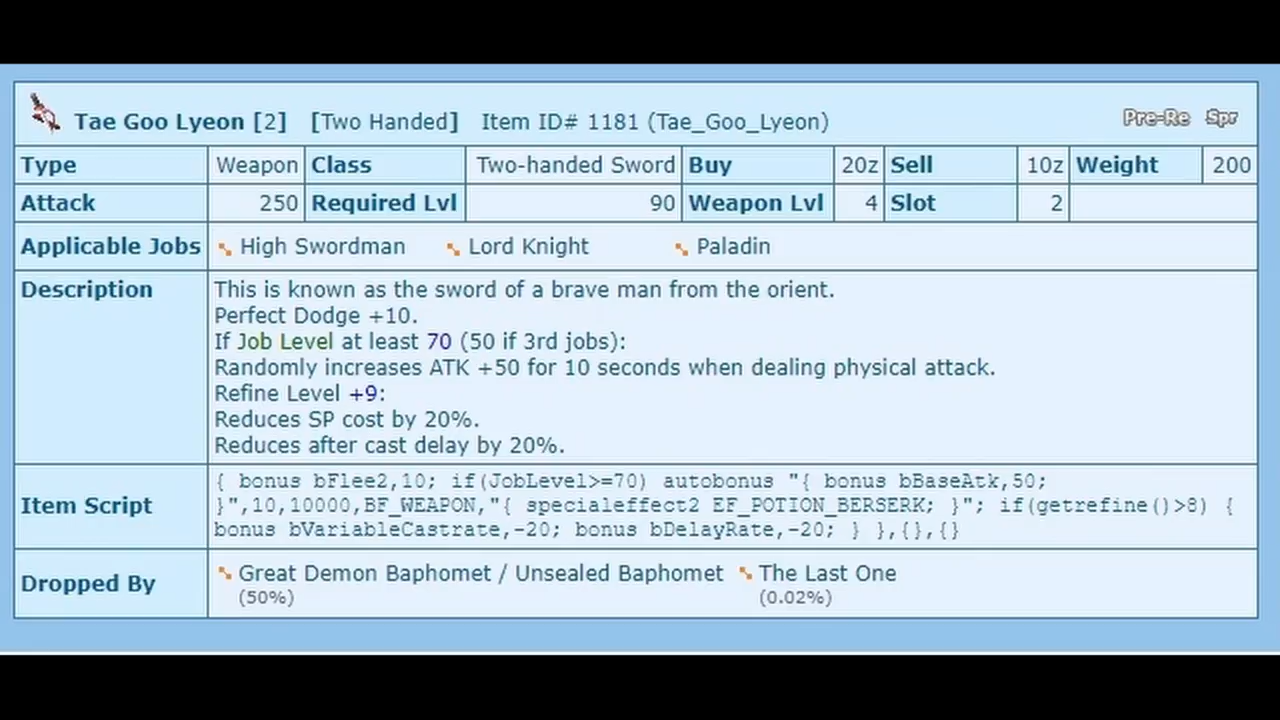 Tae Goo Lyeon [2] [Two Handed] Item ID# 1181 (Tae_Goo_Lyeon) Pre-Re Spr
Type Weapon Class Two-handed Sword Buy 20z Sell 10z Weight 200
Attack 250 Required Lvl 90 Weapon Lvl 4 Slot 2
Applicable Jobs High Swordman Lord Knight Paladin
Description
This is known as the sword of a brave man from the orient.
Perfect Dodge +10.
If Job Level at least 70 (50 if 3rd jobs):
Randomly increases ATK +50 for 10 seconds when dealing physical attack.
Refine Level +9:
Reduces SP cost by 20%.
Reduces after cast delay by 20%.
Item Script
{ bonus bFlee2,10; if(JobLevel>=70) autobonus "{ bonus bBaseAtk,50;
}",10,10000,BF_WEAPON,"{ specialeffect2 EF_POTION_BERSERK; }"; if(getrefine()>8) {
bonus bVariableCastrate,-20; bonus bDelayRate,-20; } },{},{}
Dropped By
Great Demon Baphomet / Unsealed Baphomet The Last One
(50%) (0.02%)